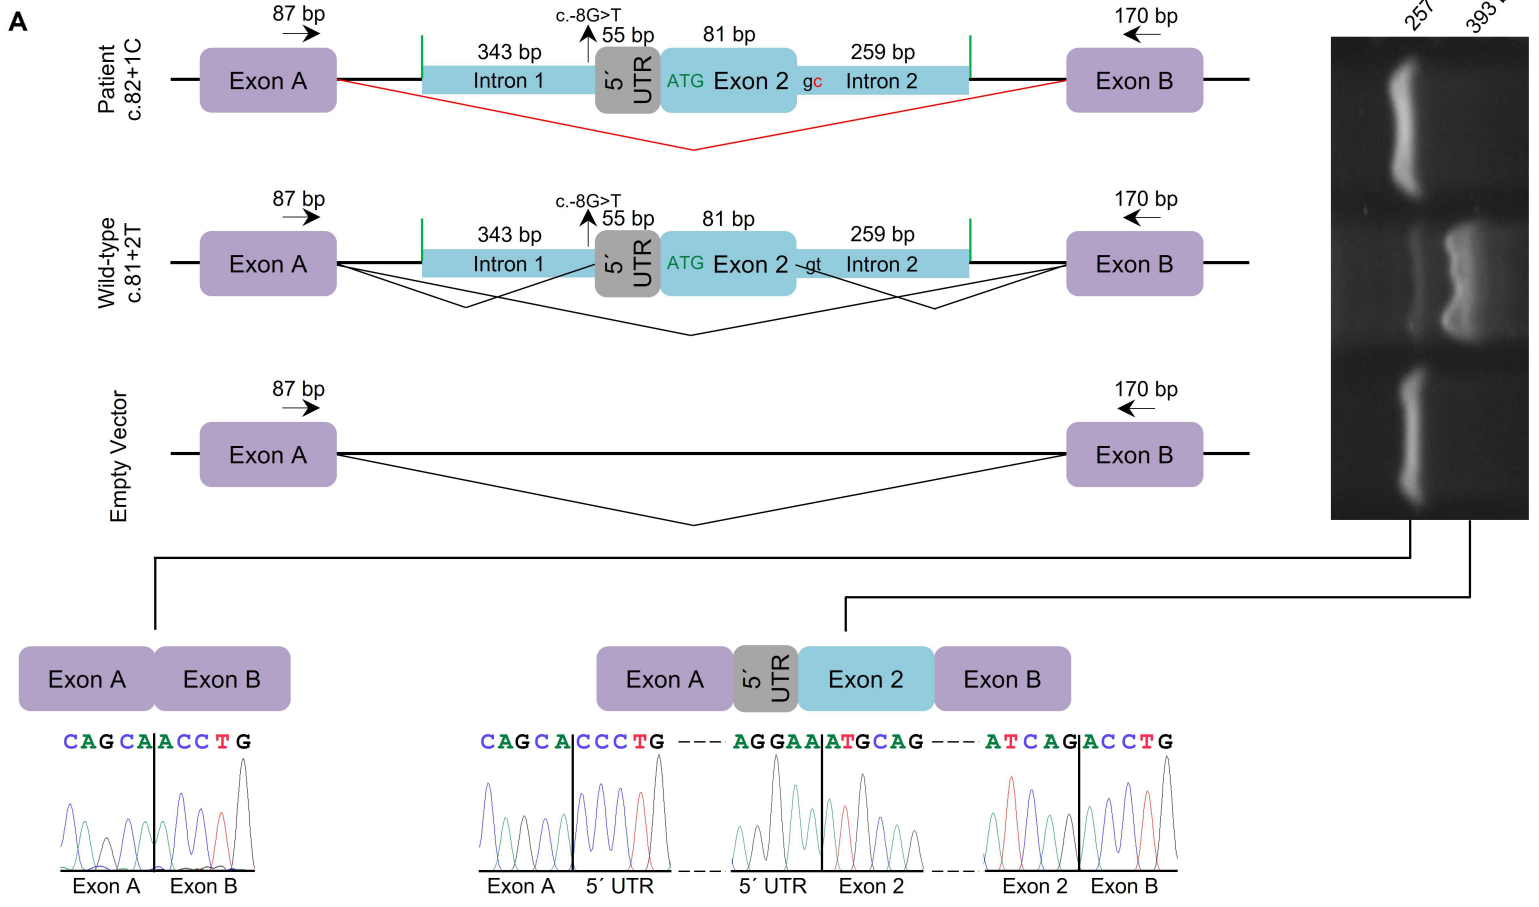 A
87 bp
c.-8G>T
55 bp
81 bp
170 bp
257
393
Patient
c.82+1C
343 bp
259 bp
Exon A
Intron 1
5´
UTR
ATG Exon 2
gc
Intron 2
Exon B
87 bp
c.-8G>T
55 bp
81 bp
170 bp
Wild-type
c.81+2T
343 bp
259 bp
Exon A
Intron 1
5´
UTR
ATG Exon 2
gt
Intron 2
Exon B
87 bp
170 bp
Empty Vector
Exon A
Exon B
Exon A
Exon B
Exon A
5´
UTR
Exon 2
Exon B
CAGCAACCTG
CAGCACCCTG
AGGAAATGCAG
ATCAGACCTG
Exon A
Exon B
Exon A
5´ UTR
5´ UTR
Exon 2
Exon 2
Exon B